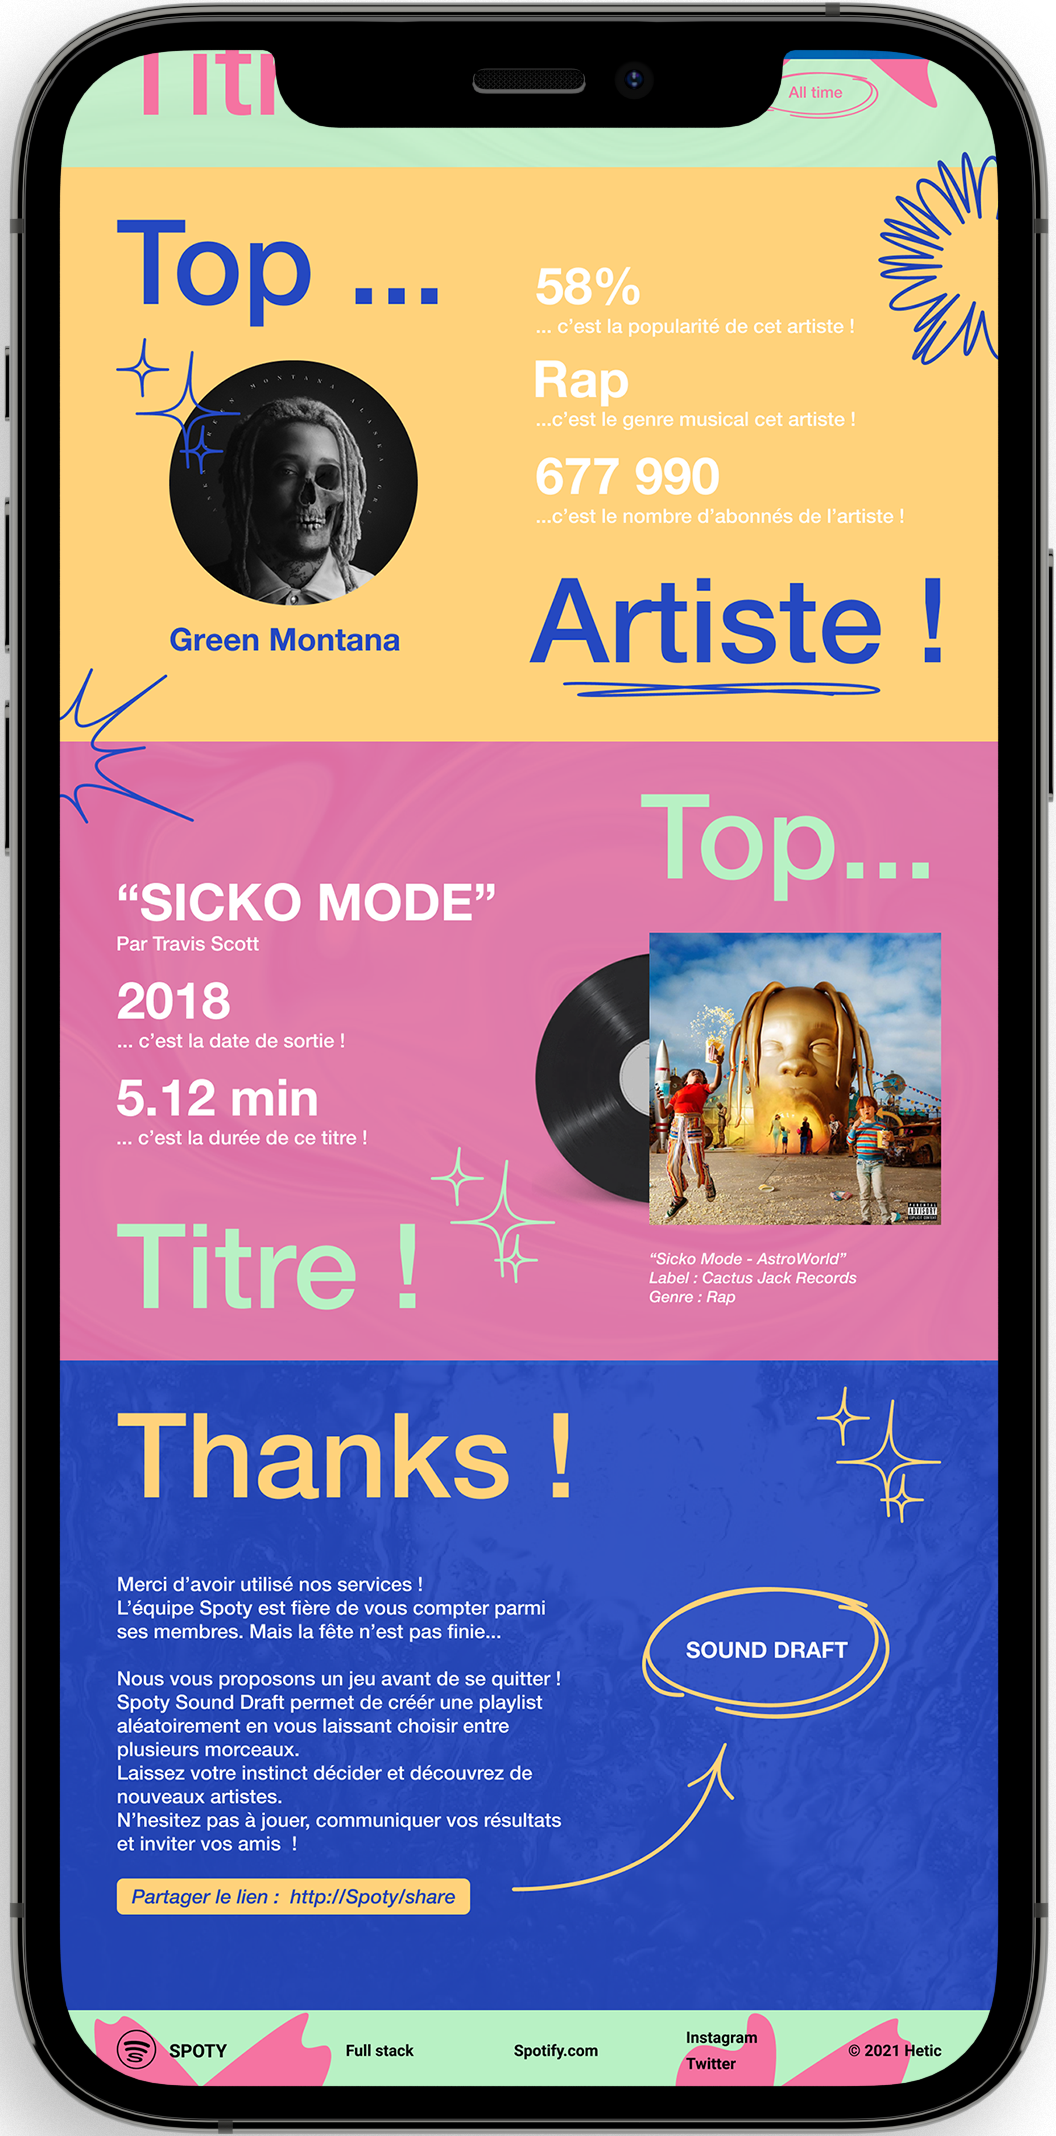 All time
Top ...
58%
... c'est la popularité de cet artiste !
Rap
...c'est le genre musical cet artiste !
677 990
...c'est le nombre d'abonnés de l'artiste !
Green Montana
Artiste !
Top...
“SICKO MODE”
Par Travis Scott
2018
... c'est la date de sortie !
5.12 min
... c'est la durée de ce titre !
Titre !
“Sicko Mode - AstroWorld”
Label : Cactus Jack Records
Genre : Rap
Thanks !
Merci d'avoir utilisé nos services !
L'équipe Spoty est fière de vous compter parmi
ses membres. Mais la fête n'est pas finie...
Nous vous proposons un jeu avant de se quitter !
Spoty Sound Draft permet de créér une playlist
aléatoirement en vous laissant choisir entre
plusieurs morceaux.
Laissez votre instinct décider et découvrez de
nouveaux artistes.
N'hesitez pas à jouer, communiquer vos résultats
et inviter vos amis !
SOUND DRAFT
Partager le lien : http://Spoty/share
SPOTY
Full stack
Spotify.com
Instagram
Twitter
© 2021 Hetic